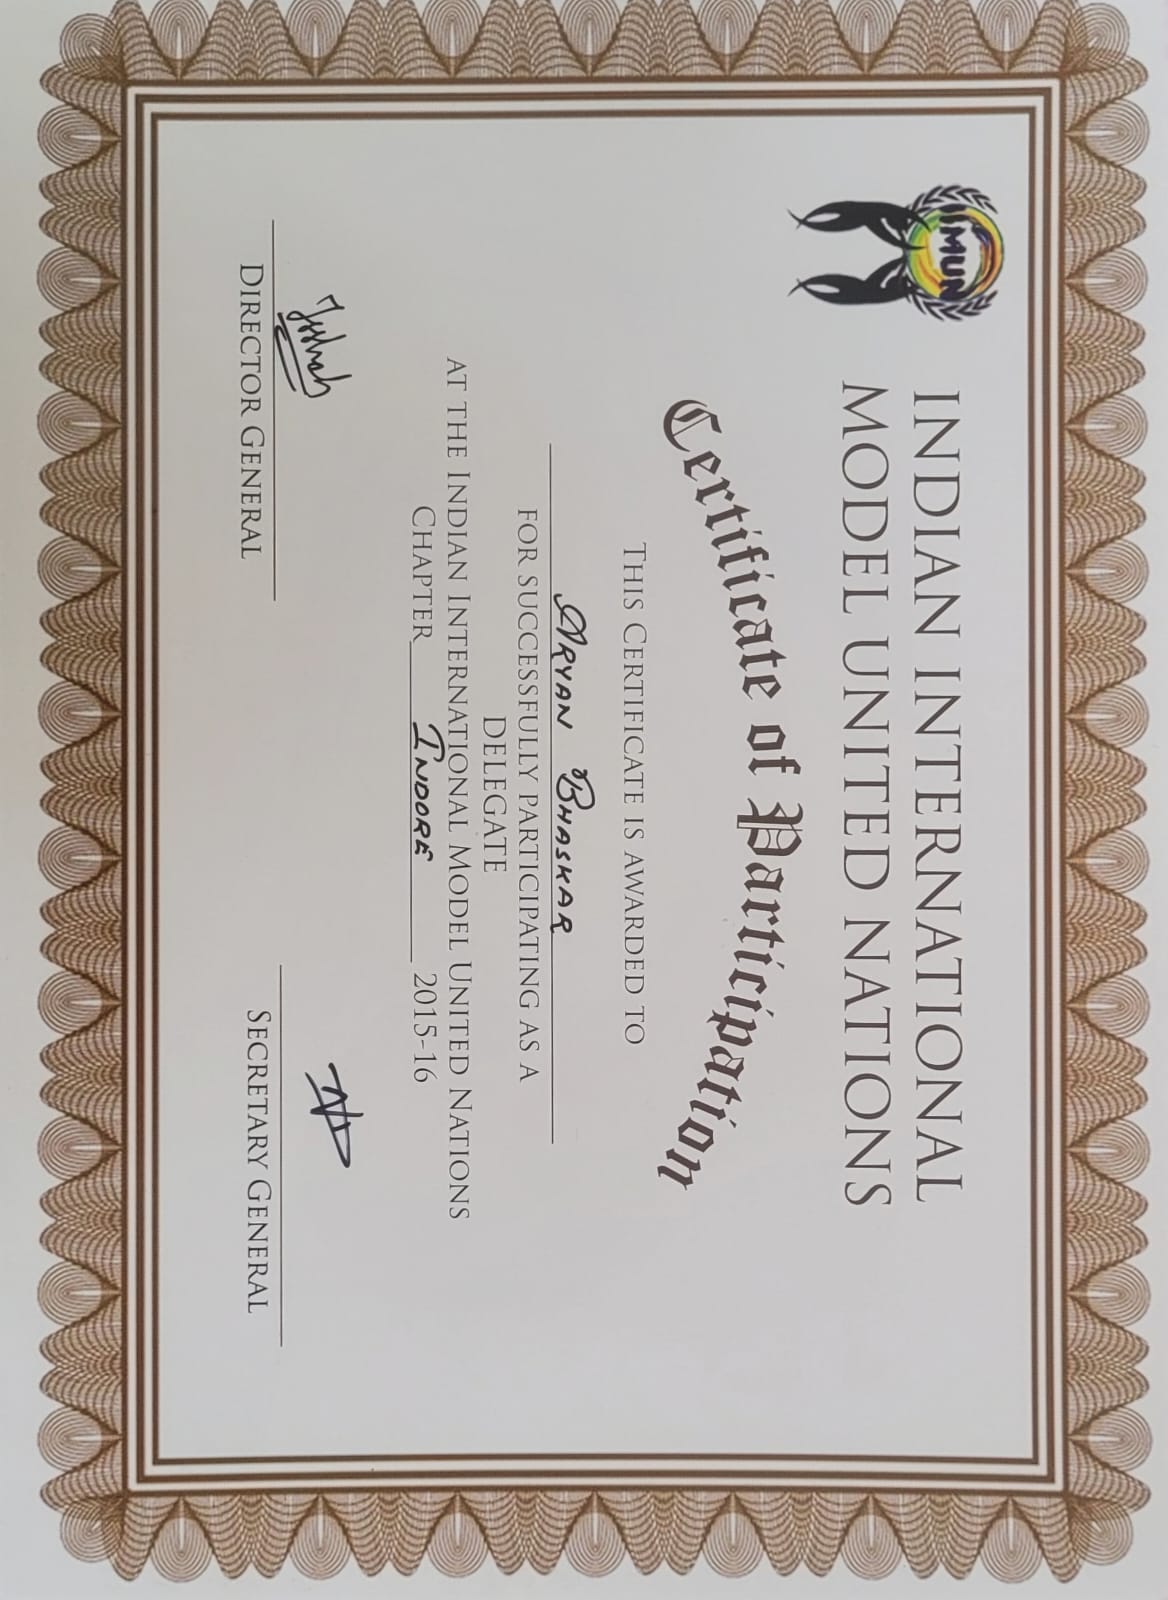 IIMUN
INDIAN INTERNATIONAL
MODEL UNITED NATIONS
Certificate of Participation
THIS CERTIFICATE IS AWARDED TO
ARYAN BHASKAR
FOR SUCCESSFULLY PARTICIPATING AS A
DELEGATE
AT THE INDIAN INTERNATIONAL MODEL UNITED NATIONS
CHAPTER INDORE 2015-16
DIRECTOR GENERAL
SECRETARY GENERAL